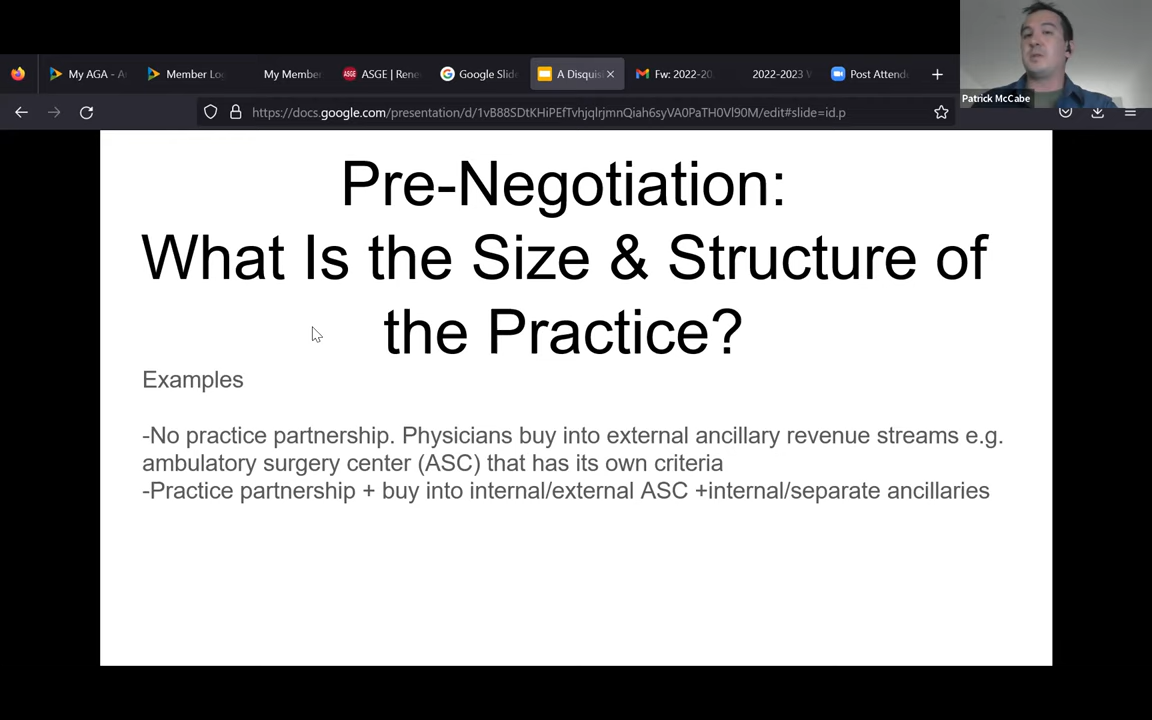 My AGA - A
Member Lo
My Member
ASGE | Rene
Google Slid
A Disquis
Fw: 2022-20
2022-2023 W
Post Attend
https://docs.google.com/presentation/d/1vB88SDtKHiPEfTvhjqlrjmnQiah6syVA0PaTH0Vl90M/edit#slide=id.p
Patrick McCabe
Pre-Negotiation:
What Is the Size & Structure of
the Practice?
Examples
-No practice partnership. Physicians buy into external ancillary revenue streams e.g.
ambulatory surgery center (ASC) that has its own criteria
-Practice partnership + buy into internal/external ASC +internal/separate ancillaries